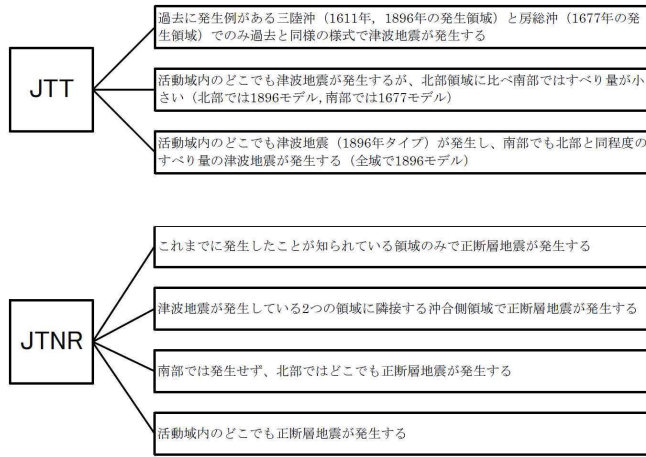 JTT
過去に発生例がある三陸沖（1611年，1896年の発生領域）と房総沖（1677年の発
生領域）でのみ過去と同様の様式で津波地震が発生する
活動域内のどこでも津波地震が発生するが、北部領域に比べ南部ではすべり量が小
さい（北部では1896モデル,南部では1677モデル）
活動域内のどこでも津波地震（1896年タイプ）が発生し、南部でも北部と同程度の
すべり量の津波地震が発生する（全域で1896モデル）
JTNR
これまでに発生したことが知られている領域のみで正断層地震が発生する
津波地震が発生している2つの領域に隣接する沖合側領域で正断層地震が発生する
南部では発生せず、北部ではどこでも正断層地震が発生する
活動域内のどこでも正断層地震が発生する